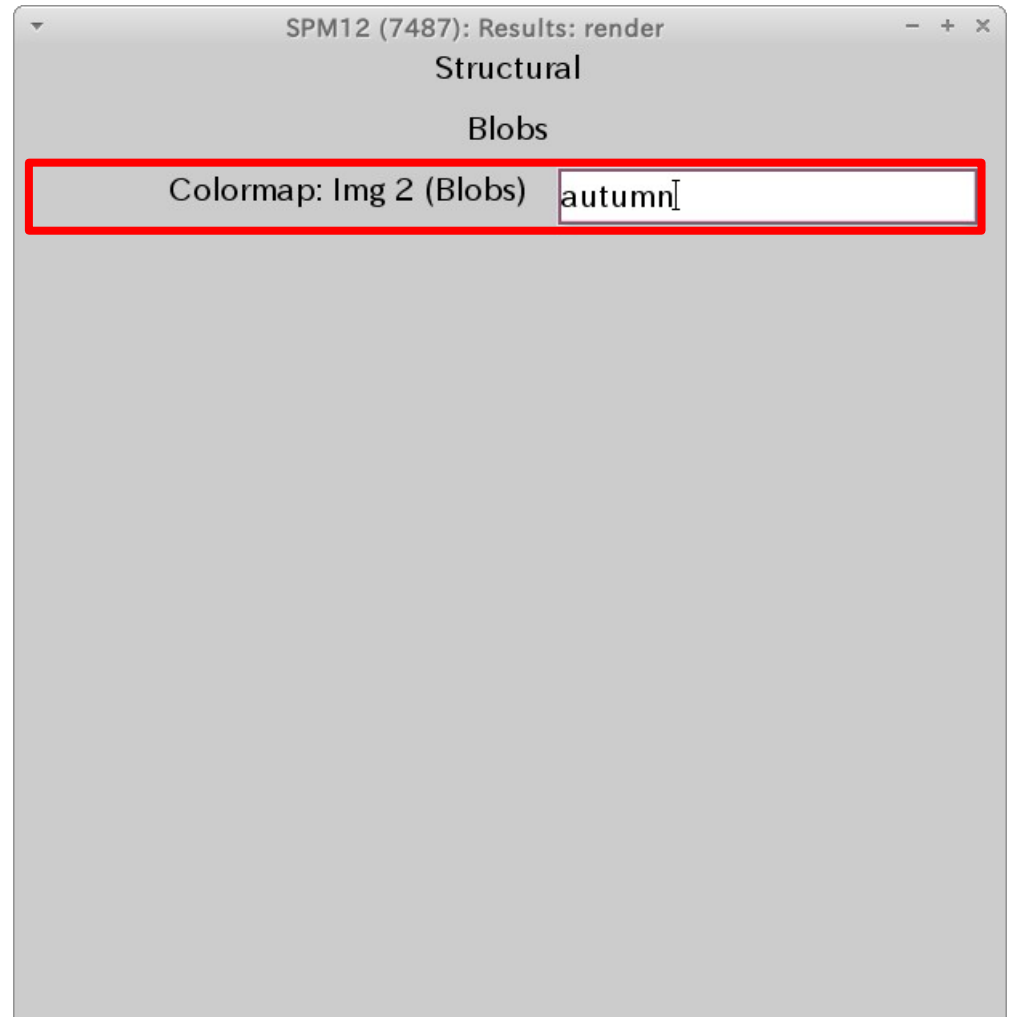 SPM12 (7487): Results: render
Structural
Blobs
Colormap: Img 2 (Blobs) autumn